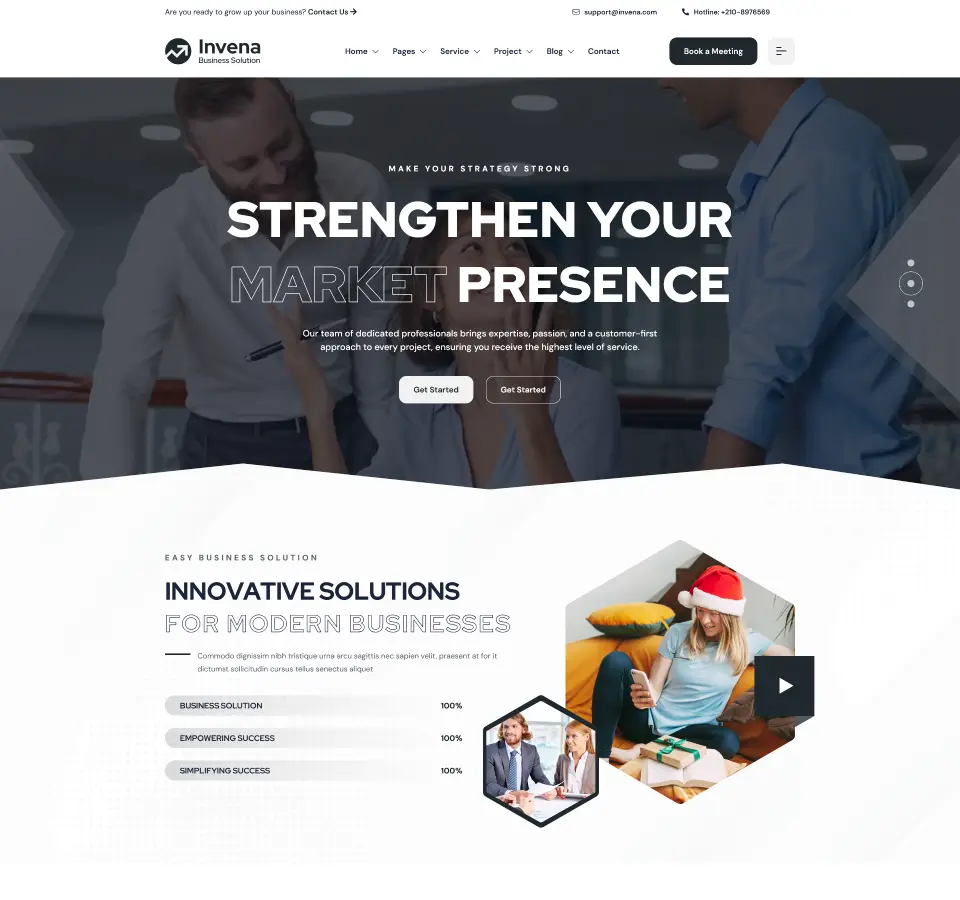 Are you ready to grow up your business? Contact Us
support@invena.com
Hotline: +210-8976569
Invena
Business Solution
Home
Pages
Service
Project
Blog
Contact
Book a Meeting
MAKE YOUR STRATEGY STRONG
STRENGTHEN YOUR
MARKET PRESENCE
Our team of dedicated professionals brings expertise, passion, and a customer-first
approach to every project, ensuring you receive the highest level of service.
Get Started
Get Started
EASY BUSINESS SOLUTION
INNOVATIVE SOLUTIONS
FOR MODERN BUSINESSES
Commodo dignissim nibh tristique urna arcu sagittis nec sapien velit, praesent at for it
dictumst sollicitudin cursus tellus senectus aliquet
BUSINESS SOLUTION 100%
EMPOWERING SUCCESS 100%
SIMPLIFYING SUCCESS 100%